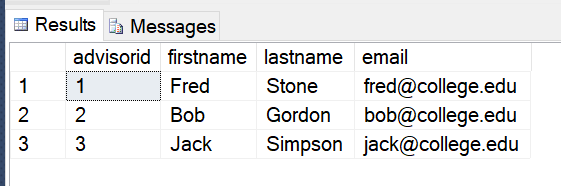 Results Messages
advisorid firstname lastname email
1 1 Fred Stone fred@college.edu
2 2 Bob Gordon bob@college.edu
3 3 Jack Simpson jack@college.edu